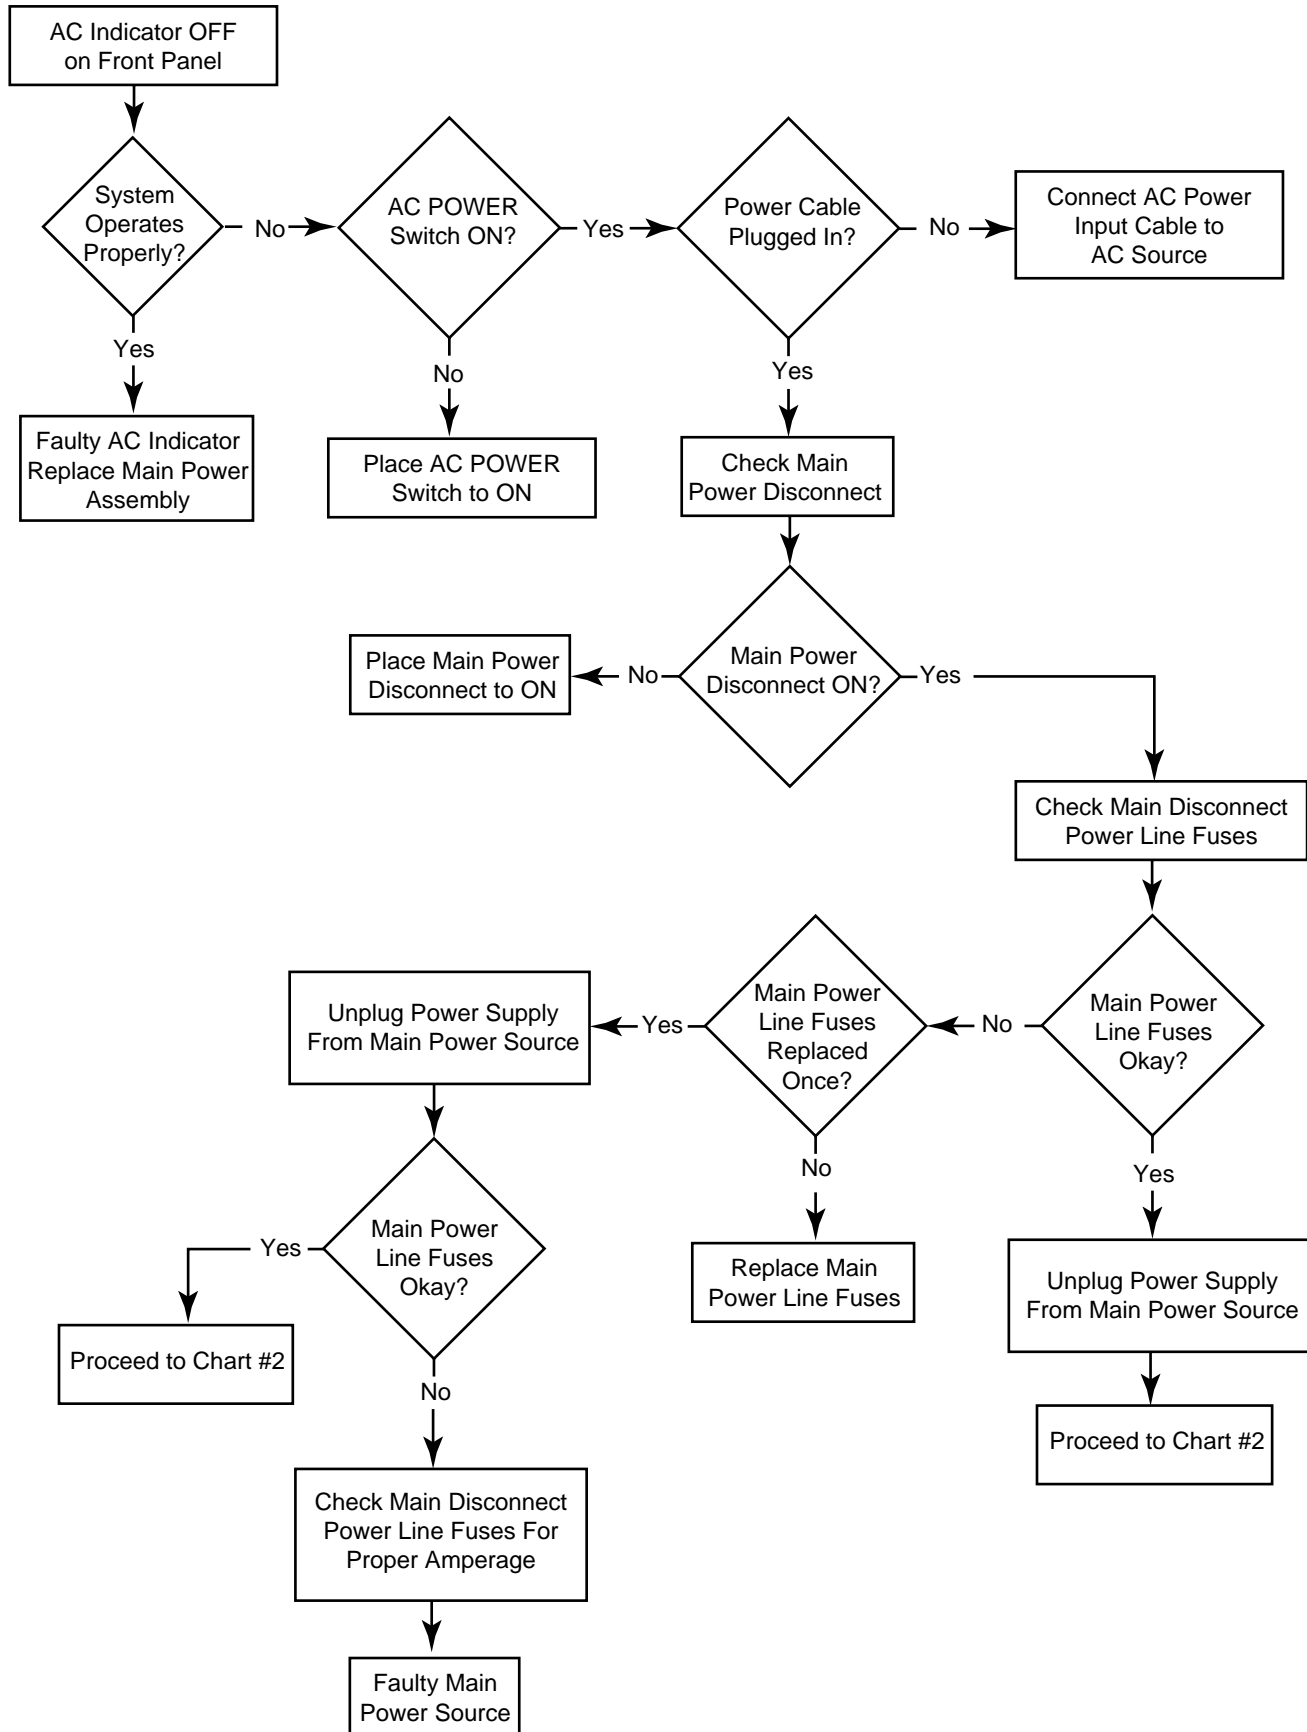 AC Indicator OFF
on Front Panel
System
Operates
Properly?
No
AC POWER
Switch ON?
Yes
Power Cable
Plugged In?
No
Connect AC Power
Input Cable to
AC Source
Yes
No
Yes
Faulty AC Indicator
Replace Main Power
Assembly
Place AC POWER
Switch to ON
Check Main
Power Disconnect
Place Main Power
Disconnect to ON
No
Main Power
Disconnect ON?
Yes
Check Main Disconnect
Power Line Fuses
Unplug Power Supply
From Main Power Source
Yes
Main Power
Line Fuses
Replaced
Once?
No
Main Power
Line Fuses
Okay?
No
Yes
Yes
Main Power
Line Fuses
Okay?
Replace Main
Power Line Fuses
Unplug Power Supply
From Main Power Source
Proceed to Chart #2
No
Proceed to Chart #2
Check Main Disconnect
Power Line Fuses For
Proper Amperage
Faulty Main
Power Source